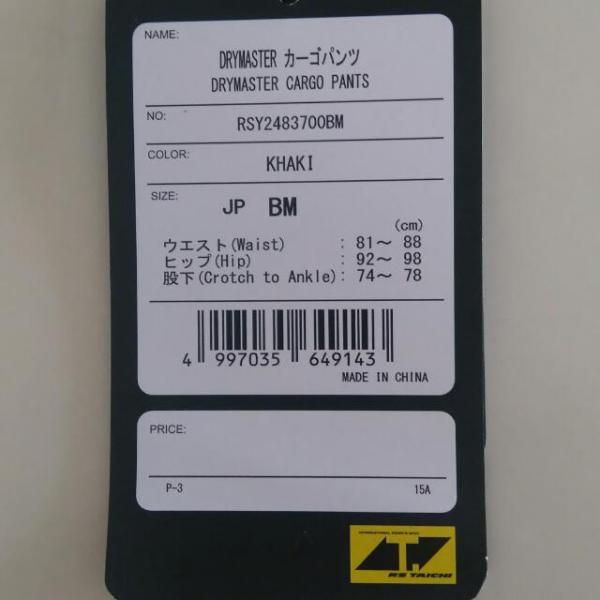 NAME:
DRYMASTER カーゴパンツ
DRYMASTER CARGO PANTS
NO:
RSY2483700BM
COLOR:
KHAKI
SIZE:
JP BM
(cm)
ウエスト(Waist) : 81～ 88
ヒップ(Hip) : 92～ 98
股下(Crotch to Ankle): 74～ 78
4 997035 649143
MADE IN CHINA
PRICE:
P-3 15A
RS TAICHI